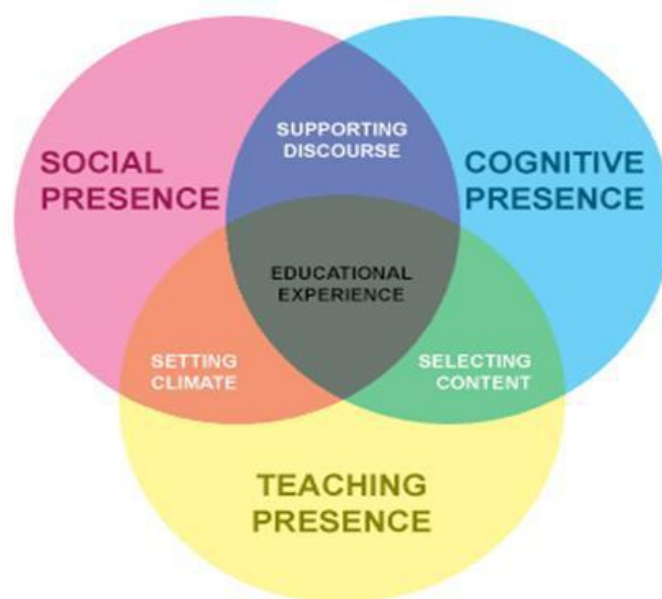 SUPPORTING
DISCOURSE
SOCIAL
PRESENCE
COGNITIVE
PRESENCE
EDUCATIONAL
EXPERIENCE
SETTING
CLIMATE
SELECTING
CONTENT
TEACHING
PRESENCE